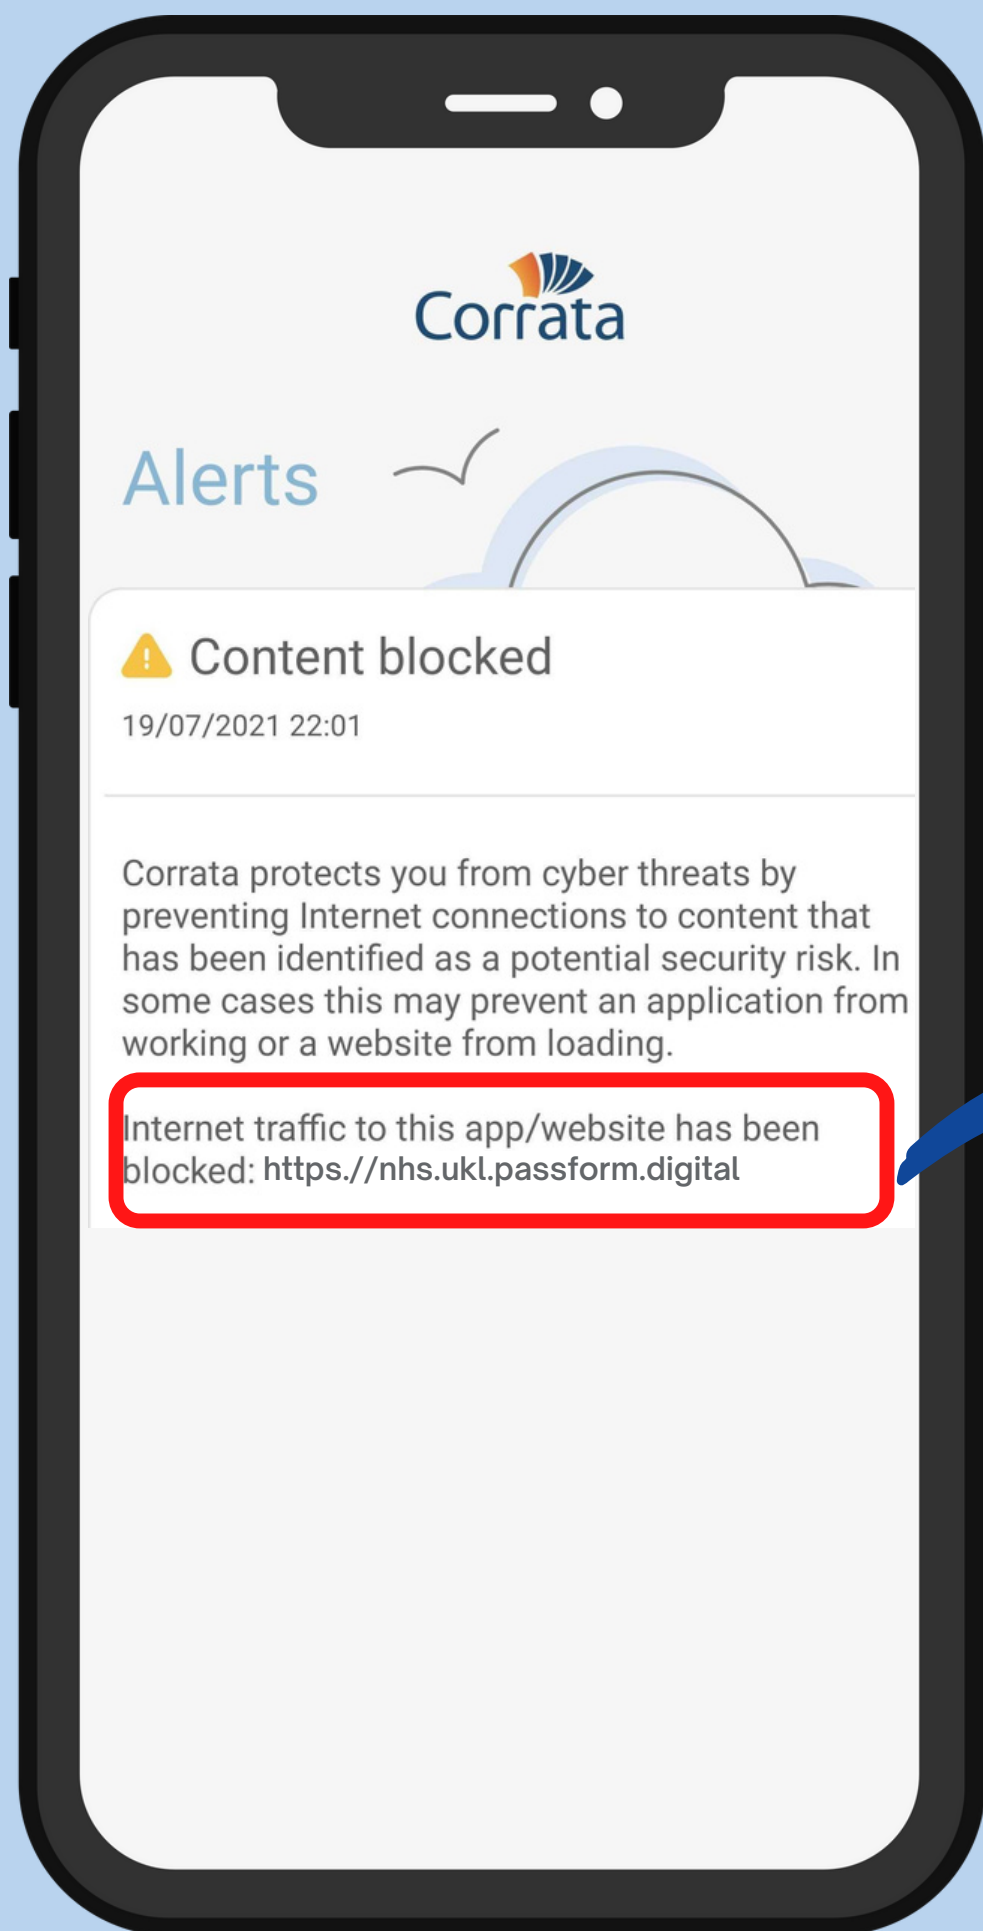 Corrata
Alerts
Content blocked
19/07/2021 22:01
Corrata protects you from cyber threats by
preventing Internet connections to content that
has been identified as a potential security risk. In
some cases this may prevent an application from
working or a website from loading.
Internet traffic to this app/website has been
blocked: https.//nhs.ukl.passform.digital